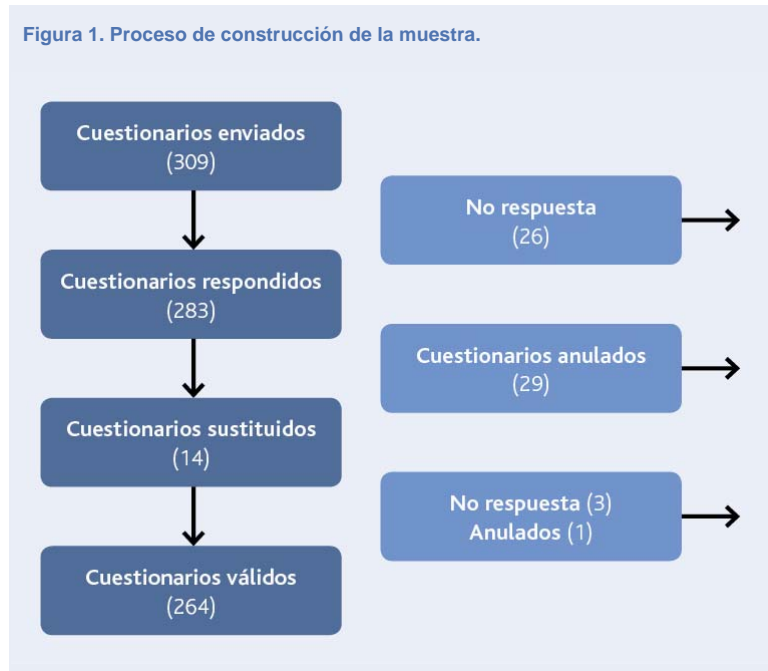 Figura 1. Proceso de construcción de la muestra.
Cuestionarios enviados
(309)
No respuesta
(26)
Cuestionarios respondidos
(283)
Cuestionarios anulados
(29)
Cuestionarios sustituidos
(14)
No respuesta (3)
Anulados (1)
Cuestionarios válidos
(264)